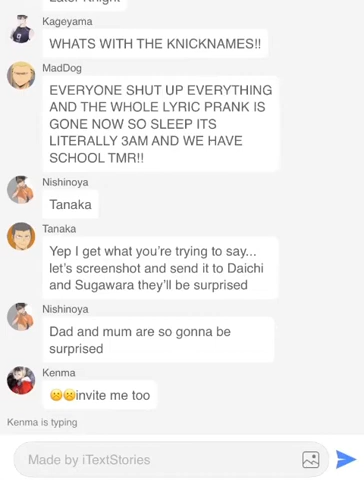 Later Knight
Kageyama
WHATS WITH THE KNICKNAMES!!
MadDog
EVERYONE SHUT UP EVERYTHING
AND THE WHOLE LYRIC PRANK IS
GONE NOW SO SLEEP ITS
LITERALLY 3AM AND WE HAVE
SCHOOL TMR!!
Nishinoya
Tanaka
Tanaka
Yep I get what you're trying to say...
let's screenshot and send it to Daichi
and Sugawara they'll be surprised
Nishinoya
Dad and mum are so gonna be
surprised
Kenma
🤫🤫invite me too
Kenma is typing
Made by iTextStories